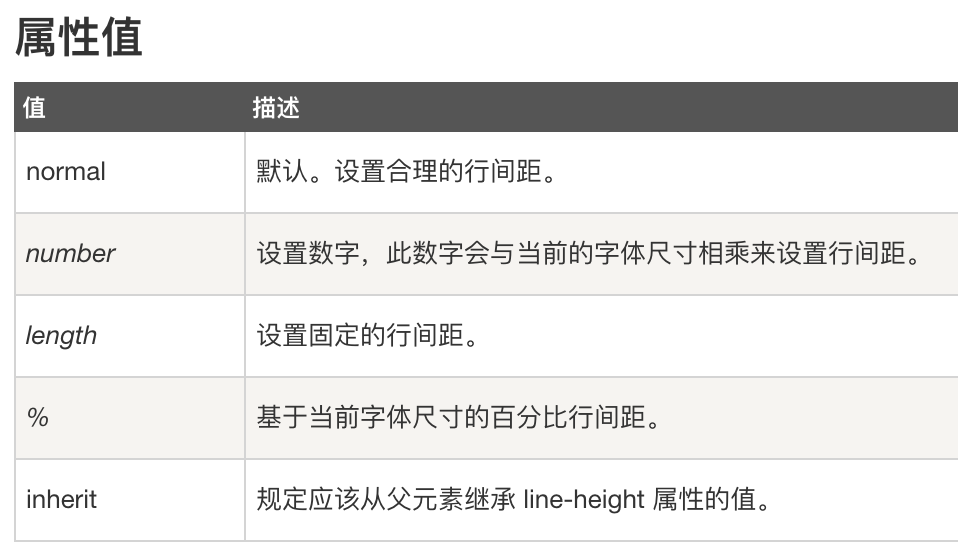 属性值
值 描述
normal 默认。设置合理的行间距。
number 设置数字，此数字会与当前的字体尺寸相乘来设置行间距。
length 设置固定的行间距。
% 基于当前字体尺寸的百分比行间距。
inherit 规定应该从父元素继承 line-height 属性的值。